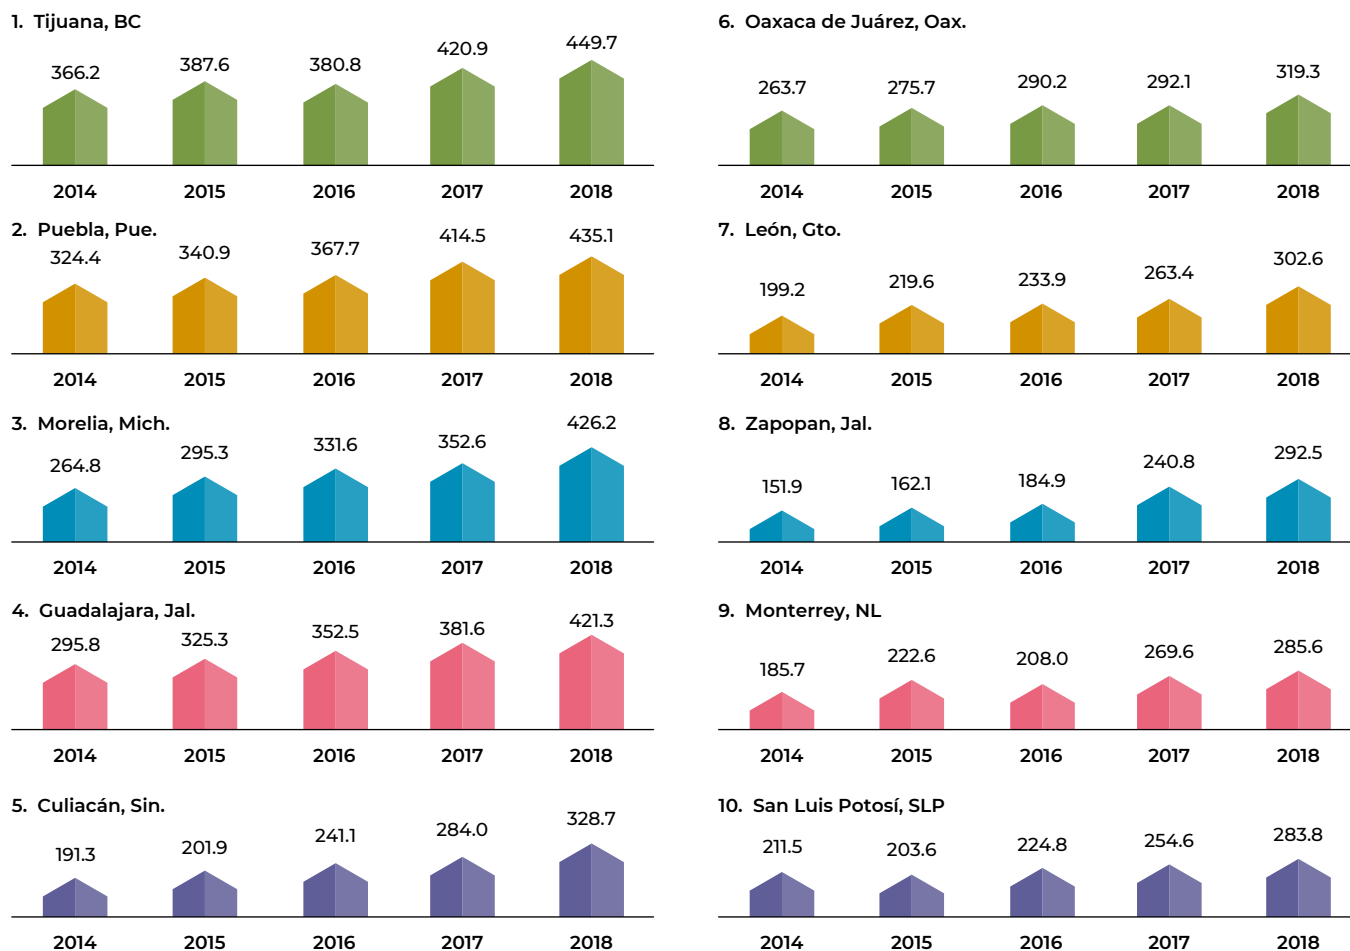 1. Tijuana, BC
366.2 387.6 380.8 420.9 449.7
2014 2015 2016 2017 2018
2. Puebla, Pue.
324.4 340.9 367.7 414.5 435.1
2014 2015 2016 2017 2018
3. Morelia, Mich.
264.8 295.3 331.6 352.6 426.2
2014 2015 2016 2017 2018
4. Guadalajara, Jal.
295.8 325.3 352.5 381.6 421.3
2014 2015 2016 2017 2018
5. Culiacán, Sin.
191.3 201.9 241.1 284.0 328.7
2014 2015 2016 2017 2018
6. Oaxaca de Juárez, Oax.
263.7 275.7 290.2 292.1 319.3
2014 2015 2016 2017 2018
7. León, Gto.
199.2 219.6 233.9 263.4 302.6
2014 2015 2016 2017 2018
8. Zapopan, Jal.
151.9 162.1 184.9 240.8 292.5
2014 2015 2016 2017 2018
9. Monterrey, NL
185.7 222.6 208.0 269.6 285.6
2014 2015 2016 2017 2018
10. San Luis Potosí, SLP
211.5 203.6 224.8 254.6 283.8
2014 2015 2016 2017 2018